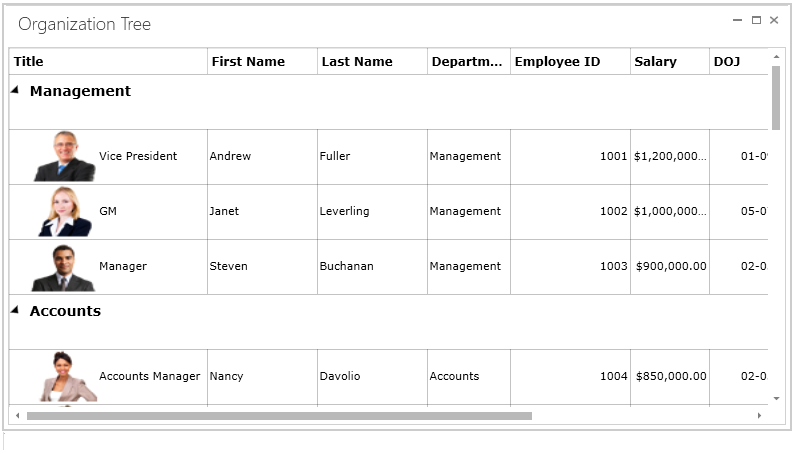 Organization Tree
Title First Name Last Name Departm... Employee ID Salary DOJ
Management
Vice President Andrew Fuller Management 1001 $1,200,000... 01-0
GM Janet Leverling Management 1002 $1,000,000... 05-0
Manager Steven Buchanan Management 1003 $900,000.00 02-0
Accounts
Accounts Manager Nancy Davolio Accounts 1004 $850,000.00 02-0